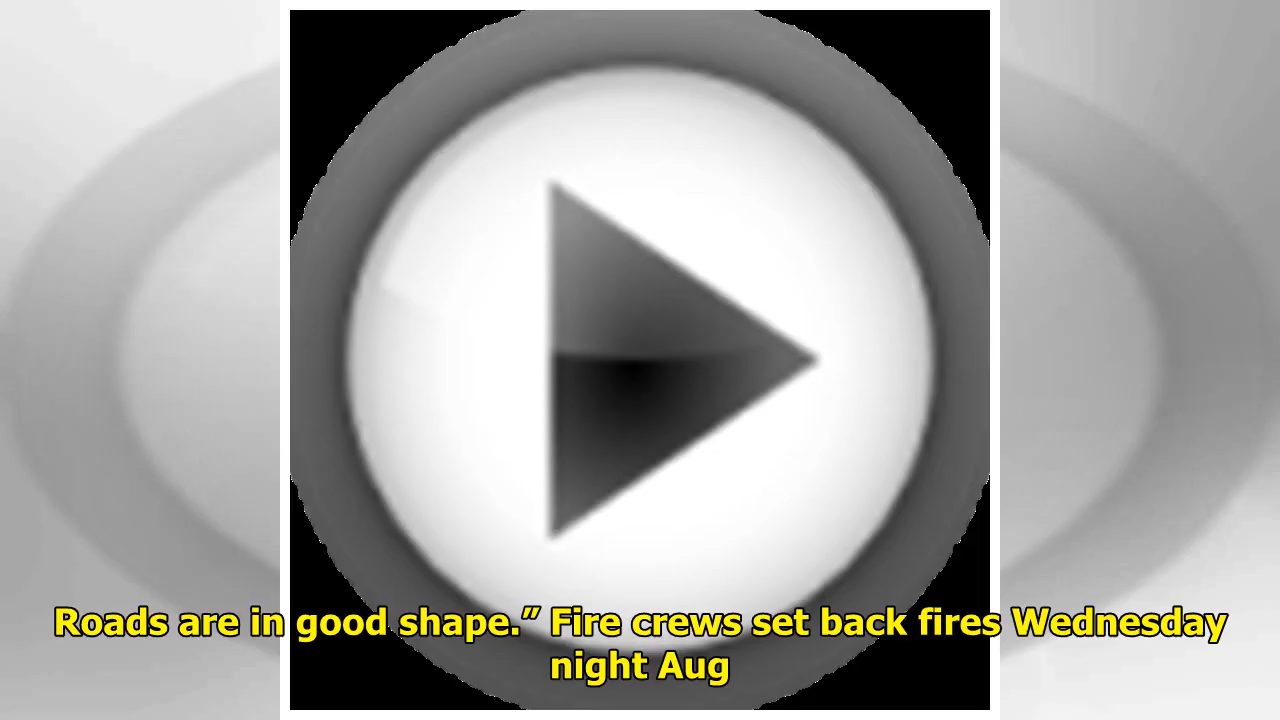 Roads are in good shape.” Fire crews set back fires Wednesday
night Aug